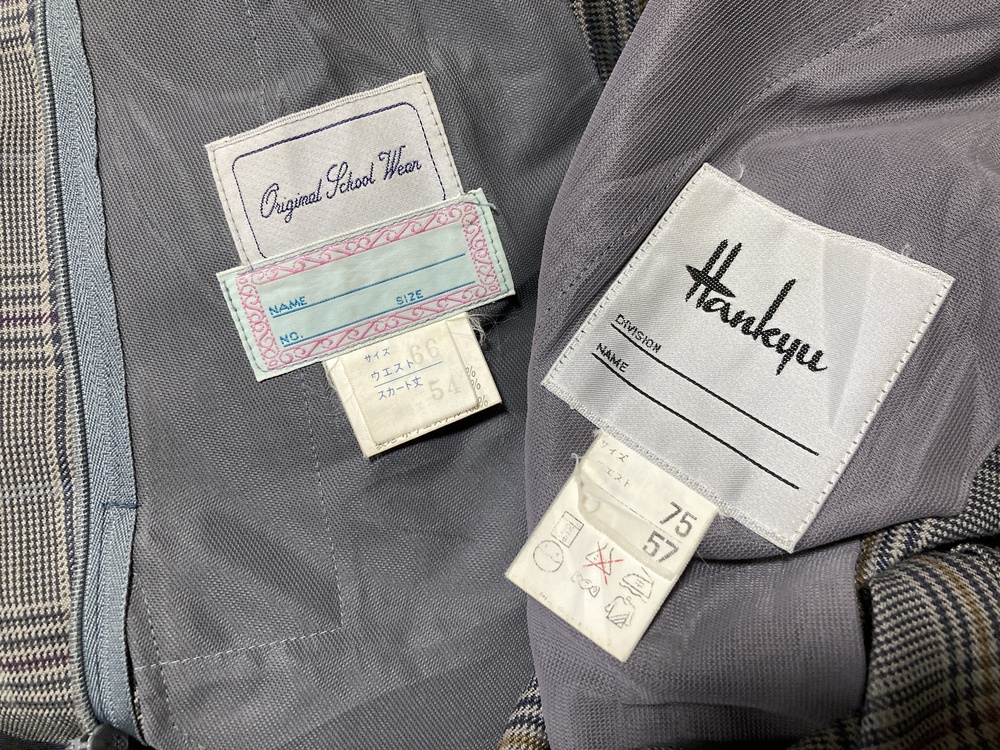 Original School Wear
NAME SIZE
NO.
サイズ
ウエスト 66
スカート丈 54
%
%
Hankyu
DIVISION
NAME
サイズ
エスト
75
57